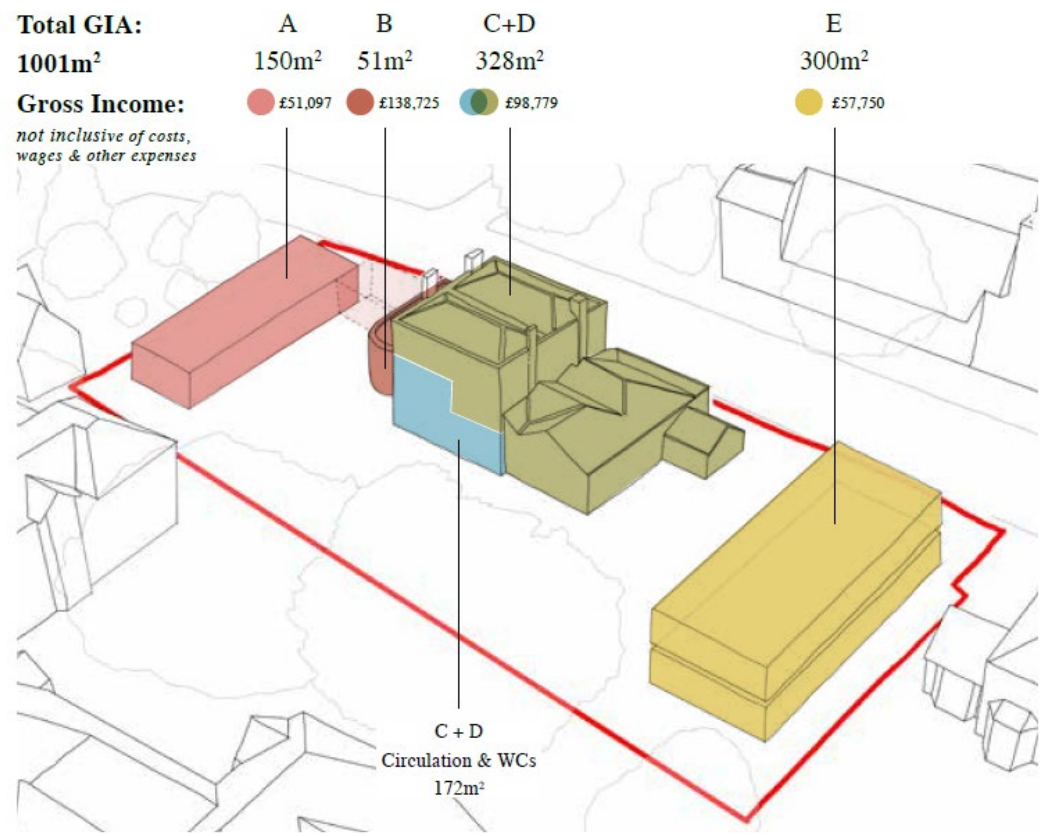 Total GIA:
1001m²
Gross Income:
not inclusive of costs,
wages & other expenses
A
150m²
£51,097
B
51m²
£138,725
C+D
328m²
£98,779
E
300m²
£57,750
C + D
Circulation & WCs
172m²